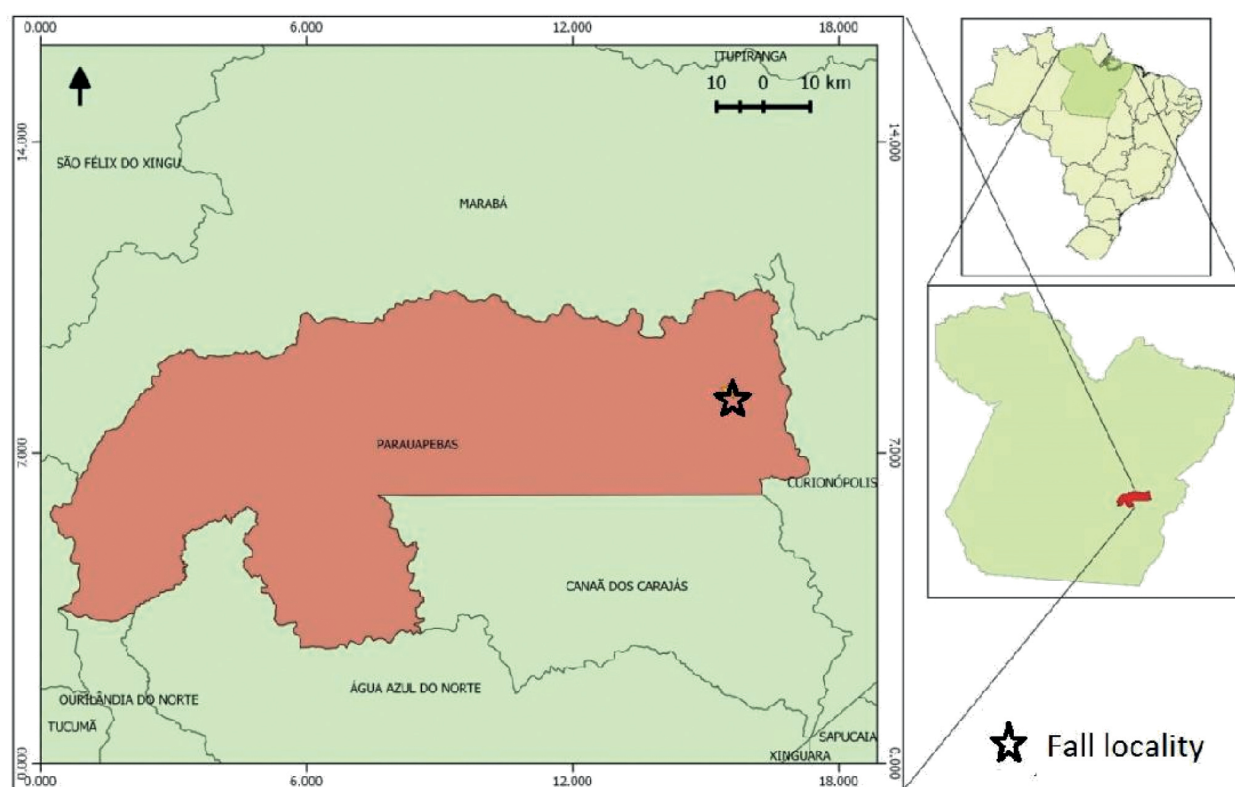 0.000 6.000 12.000 18.000
ITUPIRANGA
10 0 10 km
14.000 14.000
SÃO FÉLIX DO XINGU
MARABÁ
PARAUAPEBAS
7.000 7.000
CURIONÓPOLIS
CANAÃ DOS CARAJÁS
ÁGUA AZUL DO NORTE
OURILÂNDIA DO NORTE
TUCUMÃ
SAPUCAIA
XINGUARA
Fall locality
0.000 0.000
0.000 6.000 12.000 18.000